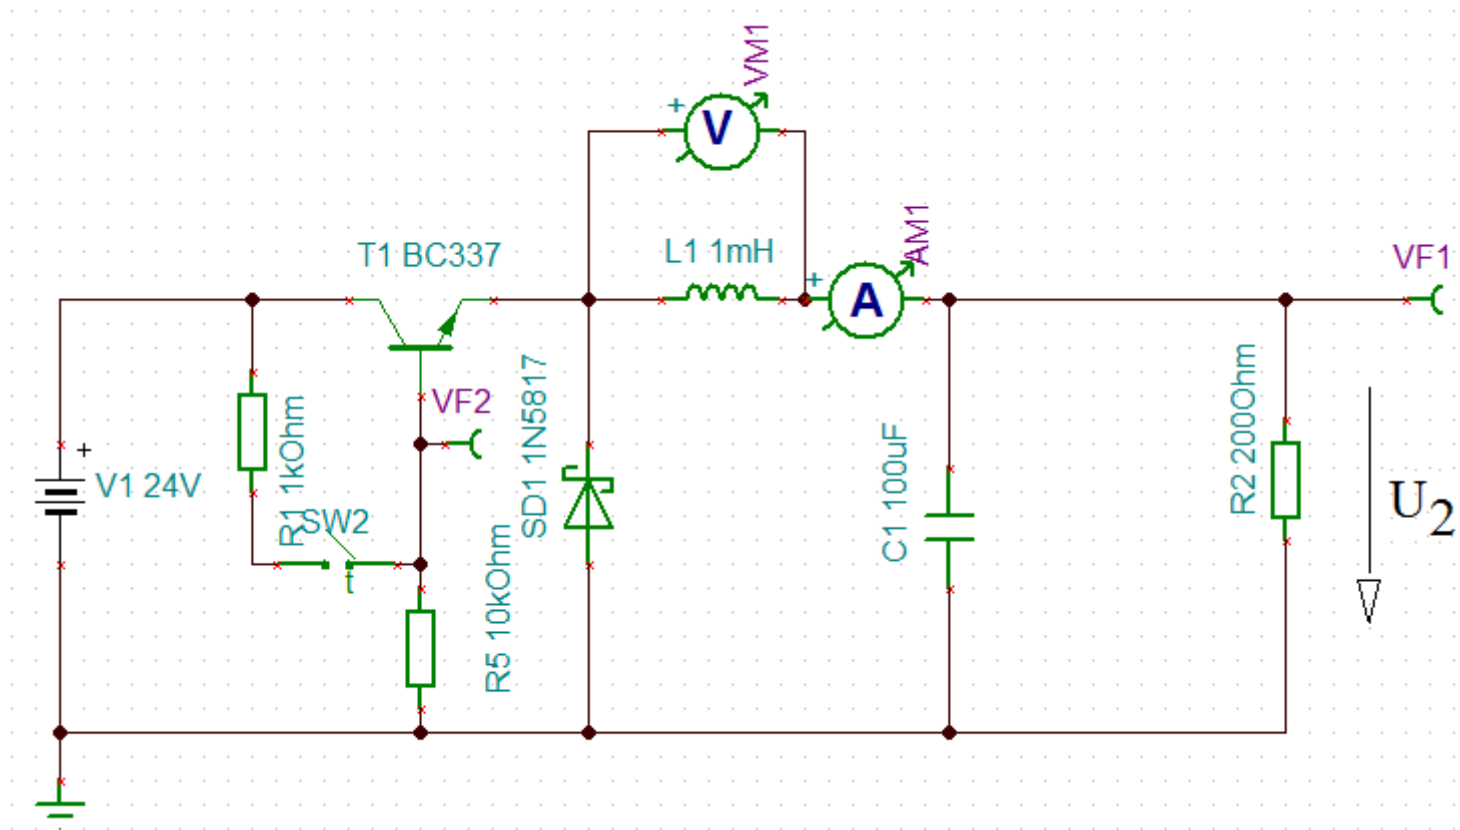 VM1
+
V
T1 BC337
L1 1mH
AM1
+
A
VF1
VF2
+
V1 24V
R1 1kOhm
SW2
t
R5 10kOhm
SD1 1N5817
C1 100uF
R2 200Ohm
U2